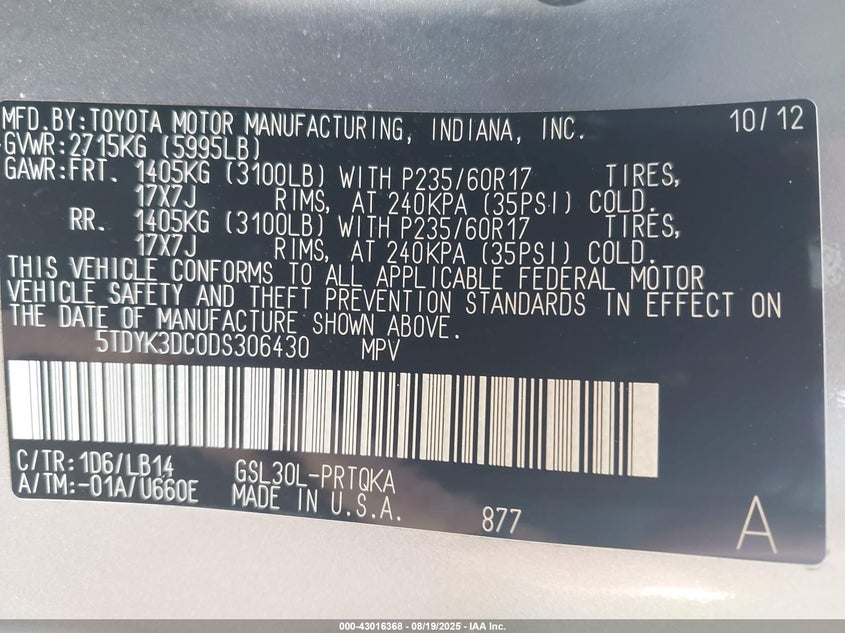 MFD. BY: TOYOTA MOTOR MANUFACTURING, INDIANA, INC. 10/12
GVWR: 2715KG (5995LB)
GAWR: FRT. 1405KG (3100LB) WITH P235/60R17 TIRES,
17X7J RIMS, AT 240KPA (35PSI) COLD.
RR. 1405KG (3100LB) WITH P235/60R17 TIRES,
17X7J RIMS, AT 240KPA (35PSI) COLD.
THIS VEHICLE CONFORMS TO ALL APPLICABLE FEDERAL MOTOR
VEHICLE SAFETY AND THEFT PREVENTION STANDARDS IN EFFECT ON
THE DATE OF MANUFACTURE SHOWN ABOVE.
5TDYK3DC0DS306430 MPV
C/TR: 1D6/LB14 GSL30L-PRTQKA
A/TM: -01A/U660E MADE IN U.S.A. 877 A
000-43016368 - 08/19/2025 - IAA Inc.